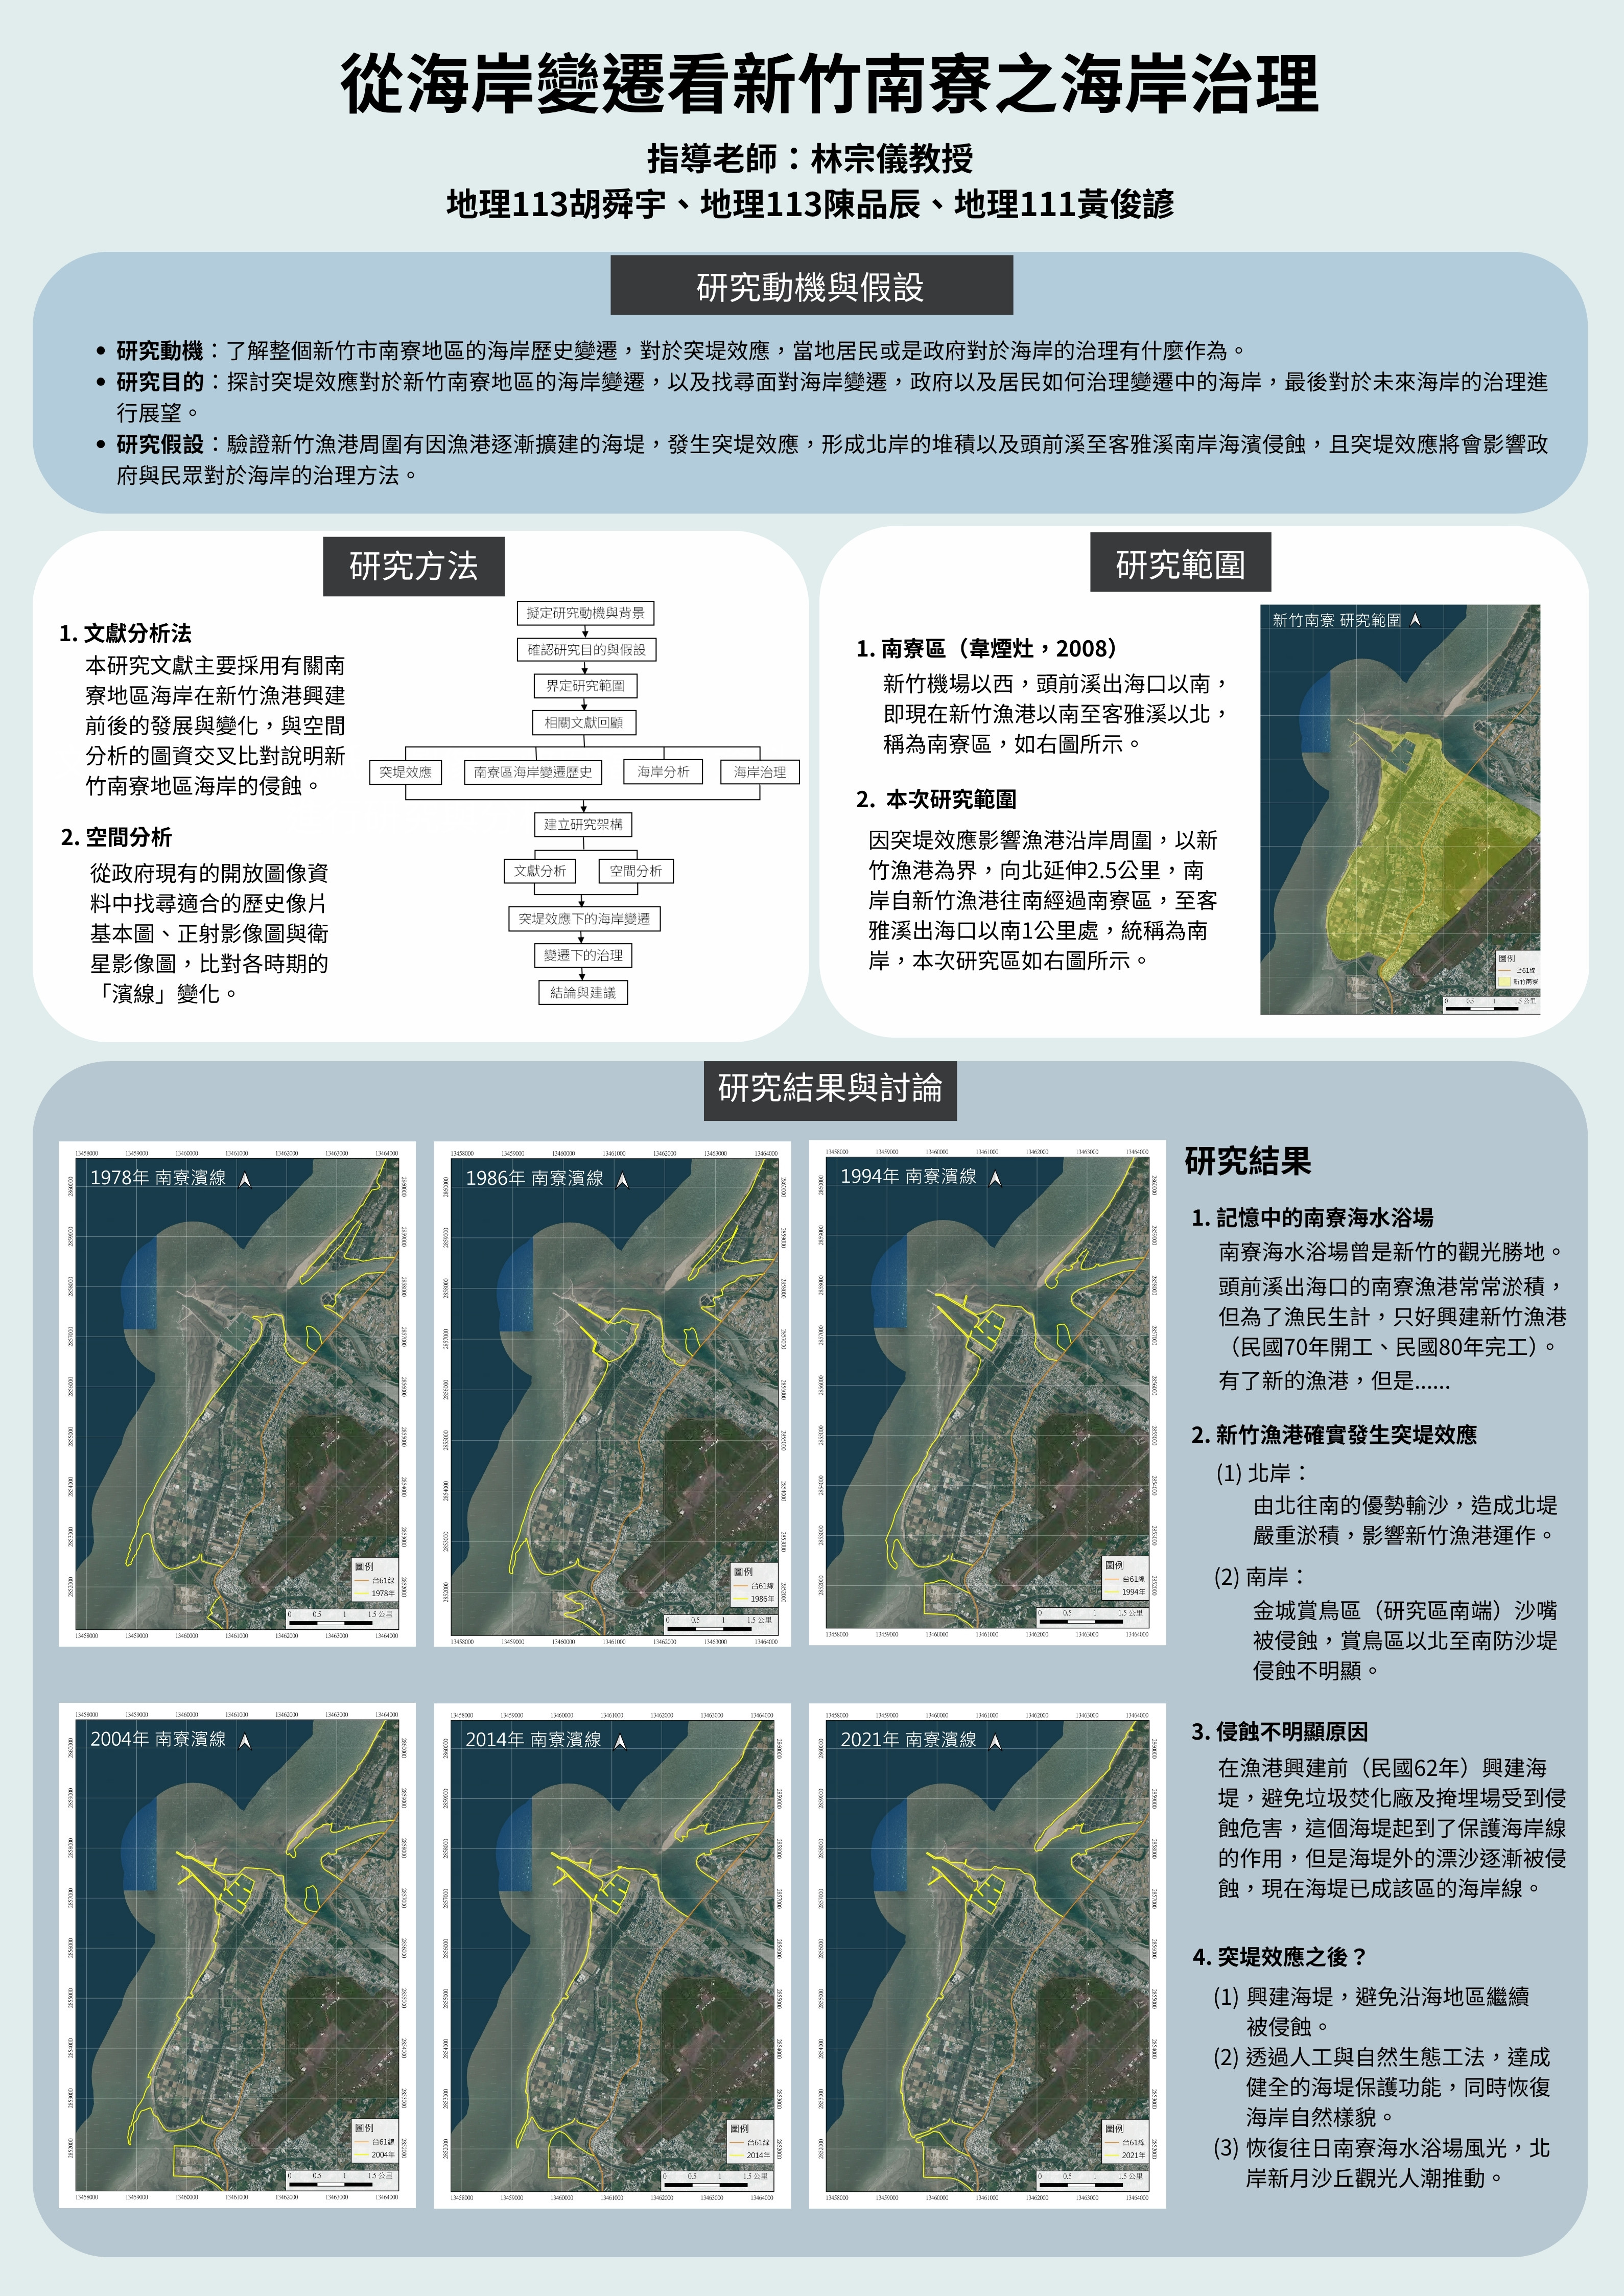 從海岸變遷看新竹南寮之海岸治理
指導老師：林宗儀教授
地理113胡舜宇、地理113陳品辰、地理111黃俊諺
研究動機與假設
研究動機：了解整個新竹市南寮地區的海岸歷史變遷，對於突堤效應，當地居民或是政府對於海岸的治理有什麼作為。
研究目的：探討突堤效應對於新竹南寮地區的海岸變遷，以及找尋面對海岸變遷，政府以及居民如何治理變遷中的海岸，最後對於未來海岸的治理進
行展望。
研究假設：驗證新竹漁港周圍有因漁港逐漸擴建的海堤，發生突堤效應，形成北岸的堆積以及頭前溪至客雅溪南岸海濱侵蝕，且突堤效應將會影響政
府與民眾對於海岸的治理方法。
研究方法
1. 文獻分析法
本研究文獻主要採用有關南
寮地區海岸在新竹漁港興建
前後的發展與變化，與空間
分析的圖資交叉比對說明新
竹南寮地區海岸的侵蝕。
2. 空間分析
從政府現有的開放圖像資
料中找尋適合的歷史像片
基本圖、正射影像圖與衛
星影像圖，比對各時期的
「濱線」變化。
擬定研究動機與背景
確認研究目的與假設
界定研究範圍
相關文獻回顧
突堤效應
南寮區海岸變遷歷史
海岸分析
海岸治理
建立研究架構
文獻分析
空間分析
突堤效應下的海岸變遷
變遷下的治理
結論與建議
研究範圍
1. 南寮區（韋煙灶，2008）
新竹機場以西，頭前溪出海口以南，
即現在新竹漁港以南至客雅溪以北，
稱為南寮區，如右圖所示。
2. 本次研究範圍
因突堤效應影響漁港沿岸周圍，以新
竹漁港為界，向北延伸2.5公里，南
岸自新竹漁港往南經過南寮區，至客
雅溪出海口以南1公里處，統稱為南
岸，本次研究區如右圖所示。
新竹南寮 研究範圍
圖例
台61線
新竹南寮
0 0.5 1 1.5 公里
研究結果與討論
1978年 南寮濱線
圖例
台61線
1978年
0 0.5 1 1.5 公里
1986年 南寮濱線
圖例
台61線
1986年
0 0.5 1 1.5 公里
1994年 南寮濱線
圖例
台61線
1994年
0 0.5 1 1.5 公里
2004年 南寮濱線
圖例
台61線
2004年
0 0.5 1 1.5 公里
2014年 南寮濱線
圖例
台61線
2014年
0 0.5 1 1.5 公里
2021年 南寮濱線
圖例
台61線
2021年
0 0.5 1 1.5 公里
研究結果
1. 記憶中的南寮海水浴場
南寮海水浴場曾是新竹的觀光勝地。
頭前溪出海口的南寮漁港常常淤積，
但為了漁民生計，只好興建新竹漁港
（民國70年開工、民國80年完工）。
有了新的漁港，但是......
2. 新竹漁港確實發生突堤效應
(1) 北岸：
由北往南的優勢輸沙，造成北堤
嚴重淤積，影響新竹漁港運作。
(2) 南岸：
金城賞鳥區（研究區南端）沙嘴
被侵蝕，賞鳥區以北至南防沙堤
侵蝕不明顯。
3. 侵蝕不明顯原因
在漁港興建前（民國62年）興建海
堤，避免垃圾焚化廠及掩埋場受到侵
蝕危害，這個海堤起到了保護海岸線
的作用，但是海堤外的漂沙逐漸被侵
蝕，現在海堤已成該區的海岸線。
4. 突堤效應之後？
(1) 興建海堤，避免沿海地區繼續
被侵蝕。
(2) 透過人工與自然生態工法，達成
健全的海堤保護功能，同時恢復
海岸自然樣貌。
(3) 恢復往日南寮海水浴場風光，北
岸新月沙丘觀光人潮推動。